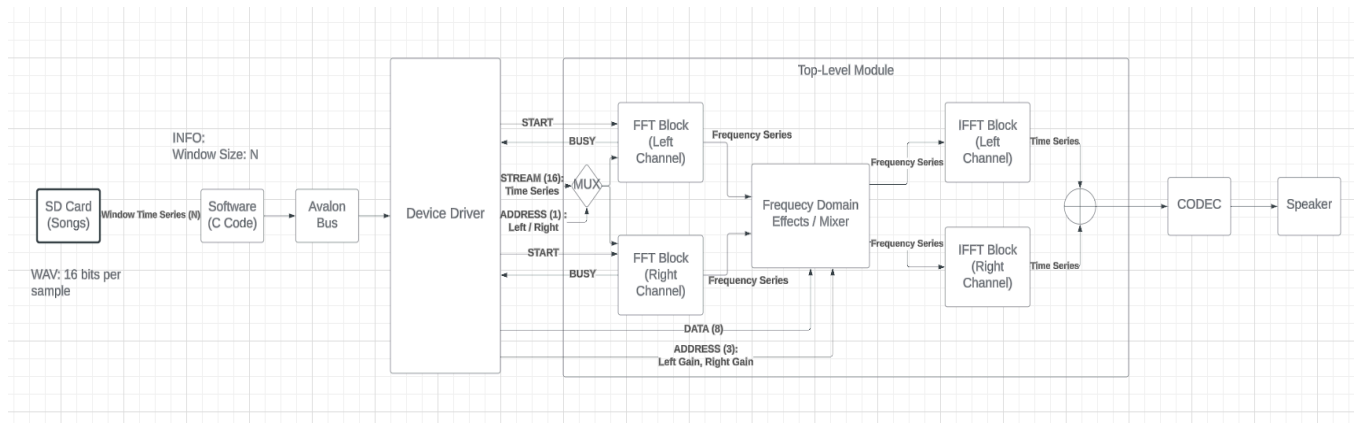 Top-Level Module
INFO:
Window Size: N
SD Card
(Songs)
Window Time Series (N)
Software
(C Code)
Avalon
Bus
Device Driver
WAV: 16 bits per
sample
START
BUSY
STREAM (16):
Time Series
MUX
ADDRESS (1) :
Left / Right
START
BUSY
FFT Block
(Left
Channel)
Frequency Series
FFT Block
(Right
Channel)
Frequency Series
Frequecy Domain
Effects / Mixer
DATA (8)
ADDRESS (3):
Left Gain, Right Gain
Frequency Series
IFFT Block
(Left
Channel)
Time Series
Frequency Series
IFFT Block
(Right
Channel)
Time Series
CODEC
Speaker